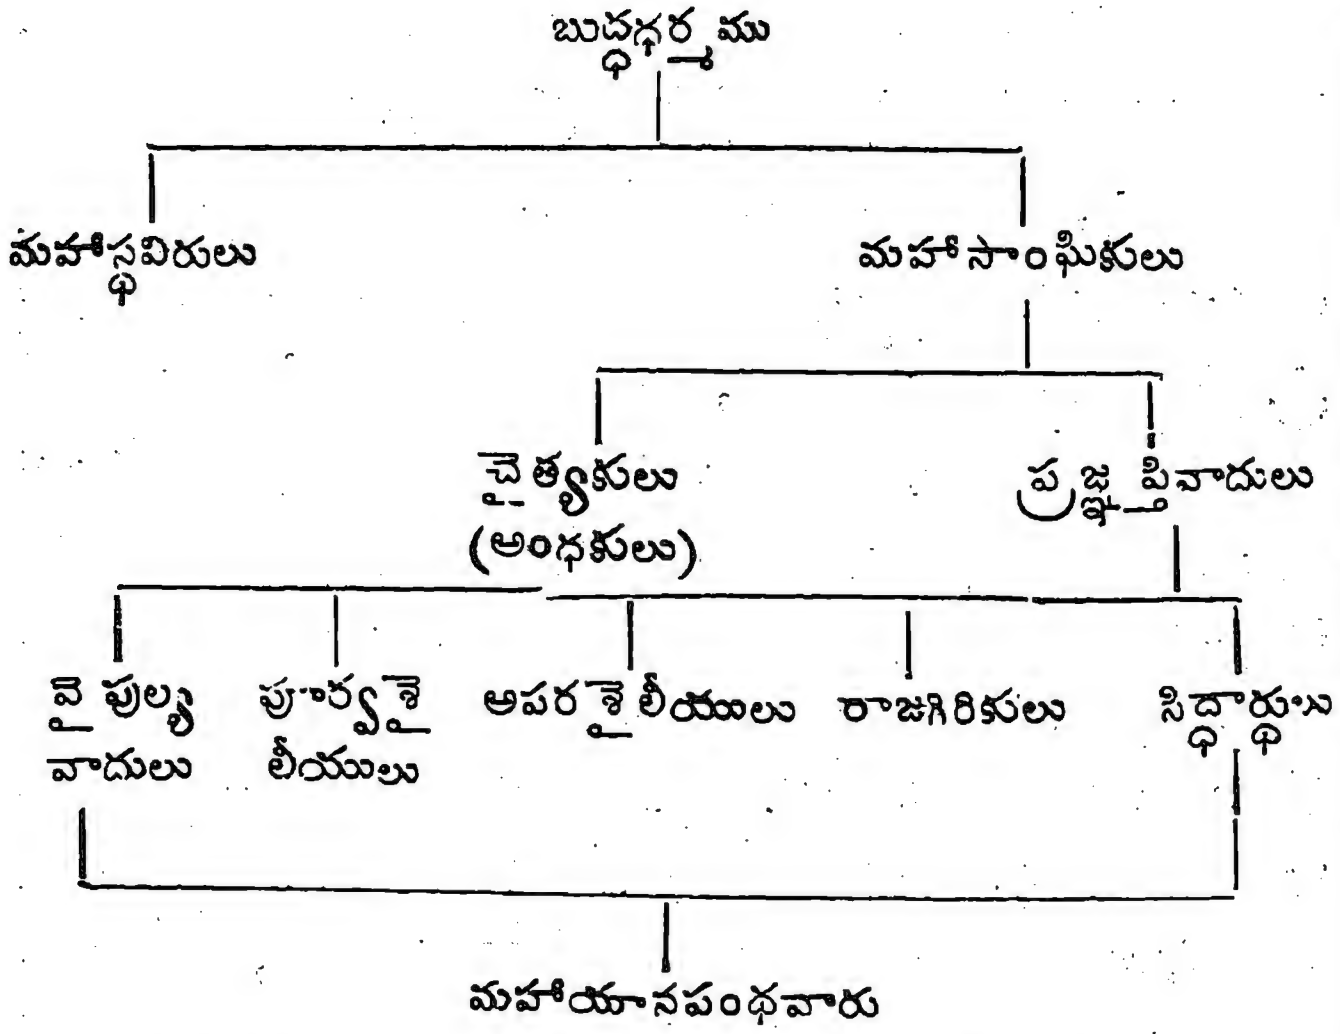 బుద్ధధర్మము
మహాస్థవిరులు మహాసాంఘికులు
చైత్యకులు ప్రజ్ఞప్తివాదులు
(అంధకులు)
వైపుల్య పూర్వశై అపరశైలీయులు రాజగిరికులు సిద్ధార్థులు
వాదులు లీయులు
మహాయానపంథవారు